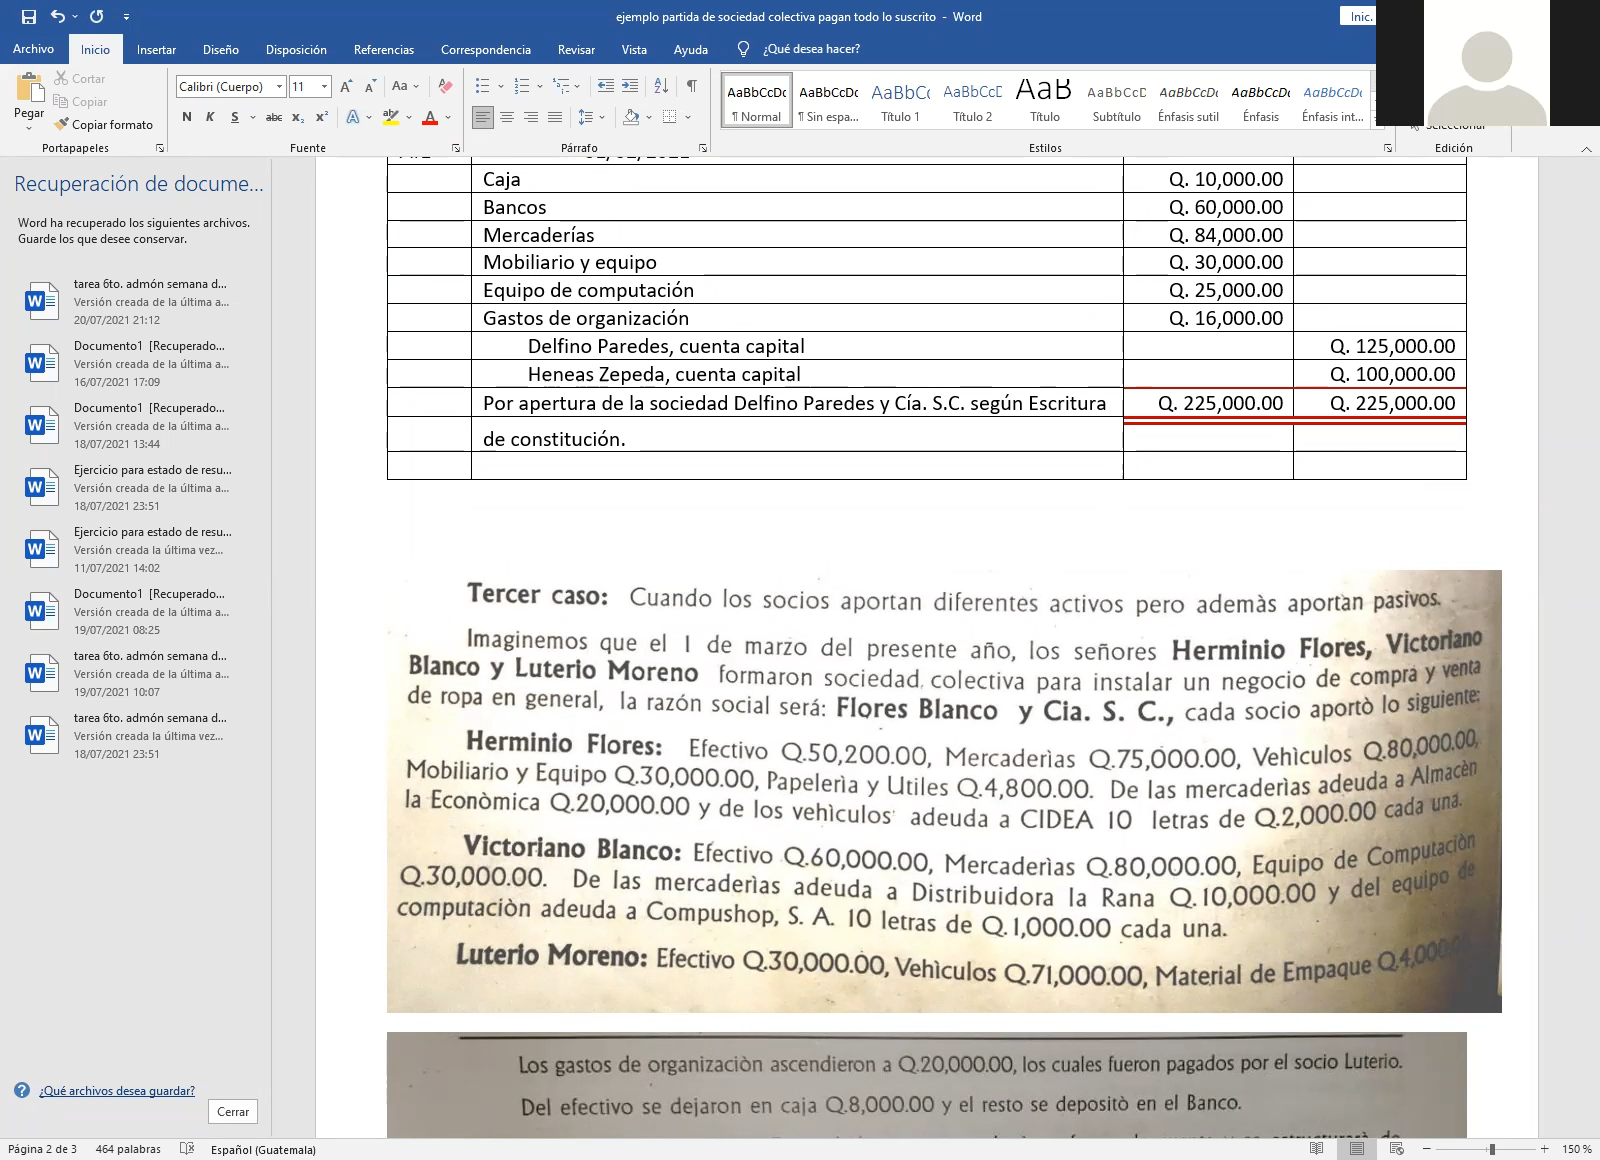 ejemplo partida de sociedad colectiva pagan todo lo suscrito - Word
Inic.
Archivo Inicio Insertar Diseño Disposición Referencias Correspondencia Revisar Vista Ayuda ¿Qué desea hacer?
Pegar
Cortar
Copiar
Copiar formato
Calibri (Cuerpo) 11
Aa
N K S abc x₂ x²
AaBbCcDc AaBbCcDc AaBbC( AaBbCcD AaB AaBbCcD AaBbCcDt AaBbCcDt AaBbCcDt
¶ Normal ¶ Sin espa... Título 1 Título 2 Título Subtítulo Énfasis sutil Énfasis Énfasis int...
Seleccionar
Portapapeles Fuente Párrafo Estilos Edición
Recuperación de docume...
Word ha recuperado los siguientes archivos.
Guarde los que desee conservar.
tarea 6to. admón semana d...
Versión creada de la última a...
20/07/2021 21:12
Documento1 [Recuperado...
Versión creada de la última a...
16/07/2021 17:09
Documento1 [Recuperado...
Versión creada de la última a...
18/07/2021 13:44
Ejercicio para estado de resu...
Versión creada de la última a...
18/07/2021 23:51
Ejercicio para estado de resu...
Versión creada la última vez...
11/07/2021 14:02
Documento1 [Recuperado...
Versión creada de la última a...
19/07/2021 08:25
tarea 6to. admón semana d...
Versión creada de la última a...
19/07/2021 10:07
tarea 6to. admón semana d...
Versión creada la última vez...
18/07/2021 23:51
¿Qué archivos desea guardar?
Cerrar
Caja Q. 10,000.00
Bancos Q. 60,000.00
Mercaderías Q. 84,000.00
Mobiliario y equipo Q. 30,000.00
Equipo de computación Q. 25,000.00
Gastos de organización Q. 16,000.00
Delfino Paredes, cuenta capital Q. 125,000.00
Heneas Zepeda, cuenta capital Q. 100,000.00
Por apertura de la sociedad Delfino Paredes y Cía. S.C. según Escritura Q. 225,000.00 Q. 225,000.00
de constitución.
Tercer caso: Cuando los socios aportan diferentes activos pero además aportan pasivos.
Imaginemos que el 1 de marzo del presente año, los señores Herminio Flores, Victoriano
Blanco y Luterio Moreno formaron sociedad colectiva para instalar un negocio de compra y venta
de ropa en general, la razón social será: Flores Blanco y Cia. S. C., cada socio aportò lo siguiente:
Herminio Flores: Efectivo Q.50,200.00, Mercaderìas Q.75,000.00, Vehìculos Q.80,000.00,
Mobiliario y Equipo Q.30,000.00, Papelerìa y Utiles Q.4,800.00. De las mercaderìas adeuda a Almacèn
la Econòmica Q.20,000.00 y de los vehìculos adeuda a CIDEA 10 letras de Q.2,000.00 cada una.
Victoriano Blanco: Efectivo Q.60,000.00, Mercaderìas Q.80,000.00, Equipo de Computaciòn
Q.30,000.00. De las mercaderìas adeuda a Distribuidora la Rana Q.10,000.00 y del equipo de
computaciòn adeuda a Compushop, S. A. 10 letras de Q.1,000.00 cada una.
Luterio Moreno: Efectivo Q.30,000.00, Vehìculos Q.71,000.00, Material de Empaque
Los gastos de organizaciòn ascendieron a Q.20,000.00, los cuales fueron pagados por el socio Luterio.
Del efectivo se dejaron en caja Q.8,000.00 y el resto se depositò en el Banco.
Página 2 de 3 464 palabras Español (Guatemala) 150 %